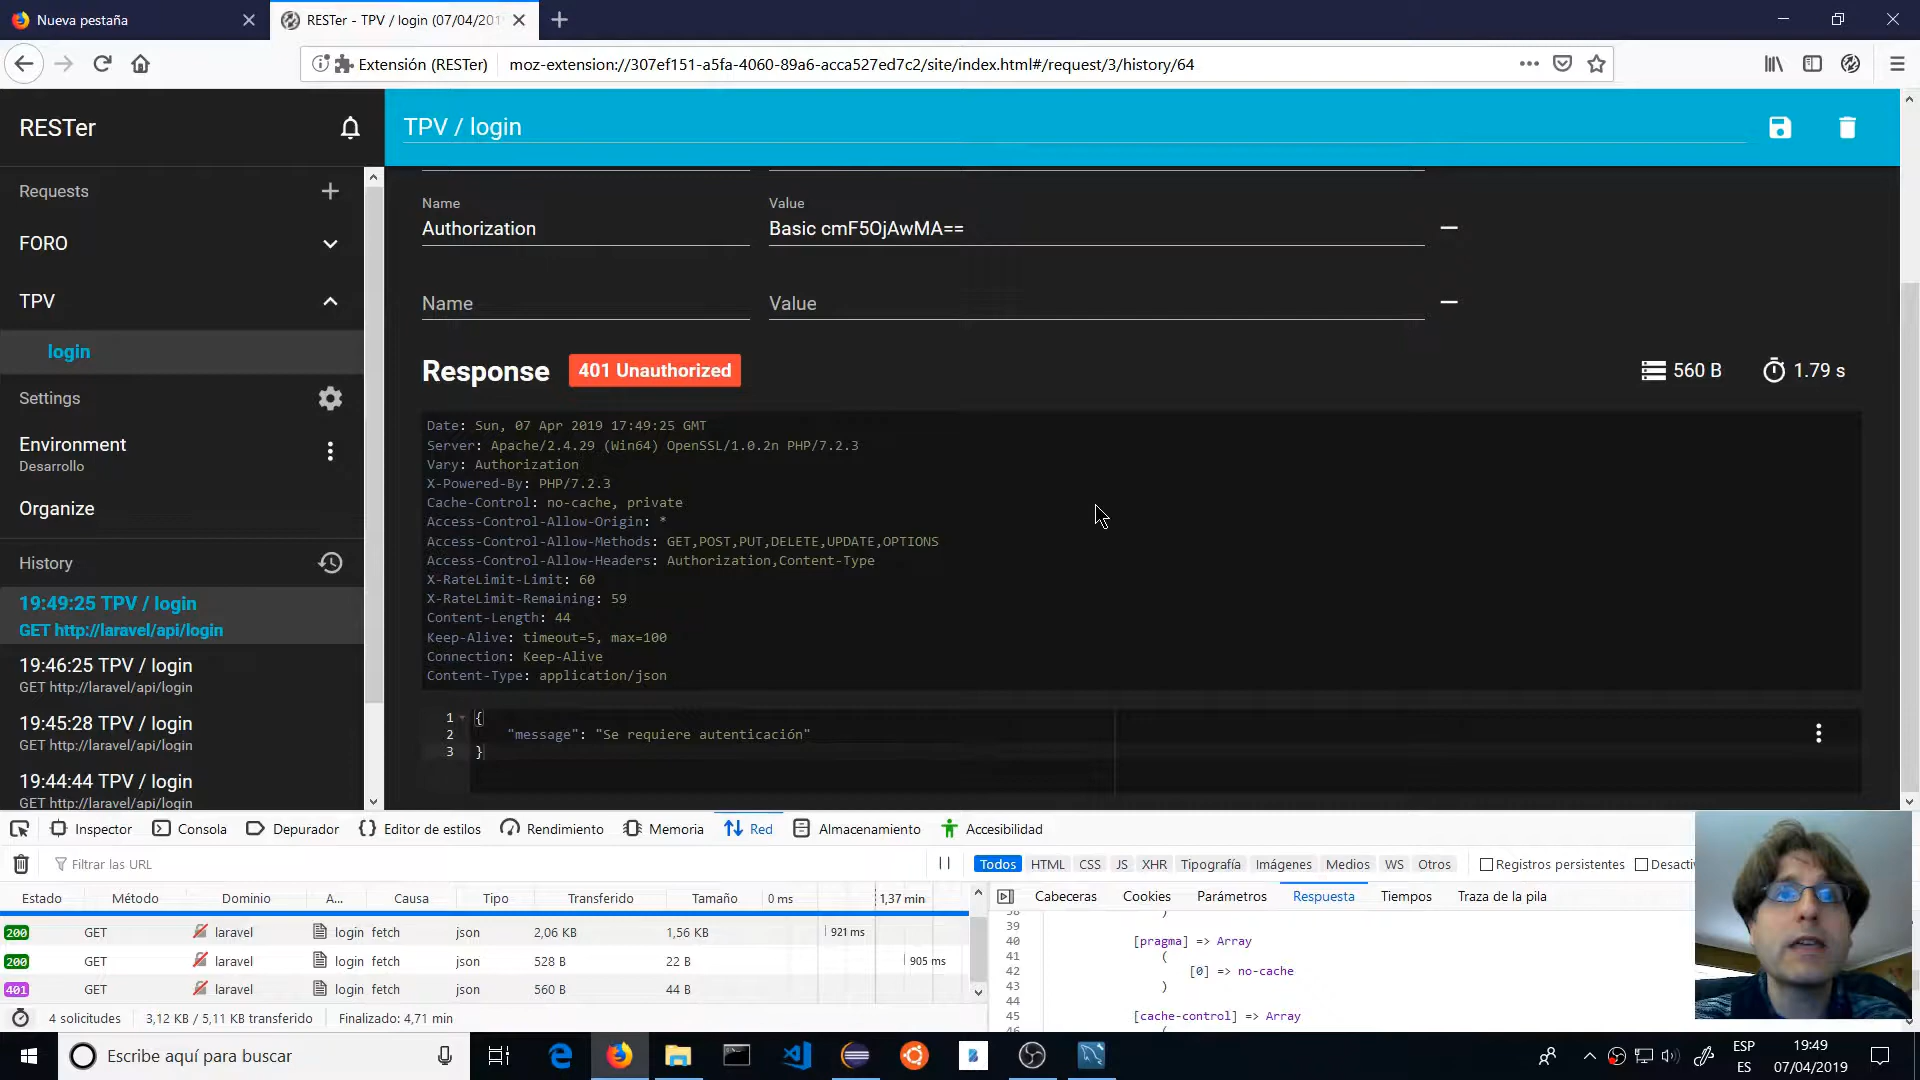 Nueva pestaña
RESTer - TPV / login (07/04/201
Extensión (RESTer)
moz-extension://307ef151-a5fa-4060-89a6-acca527ed7c2/site/index.html#/request/3/history/64
RESTer
TPV / login
Requests
FORO
TPV
login
Settings
Environment
Desarrollo
Organize
History
19:49:25 TPV / login
GET http://laravel/api/login
19:46:25 TPV / login
GET http://laravel/api/login
19:45:28 TPV / login
GET http://laravel/api/login
19:44:44 TPV / login
GET http://laravel/api/login
Name
Value
Authorization
Basic cmF5OjAwMA==
Name
Value
Response
401 Unauthorized
560 B
1.79 s
Date: Sun, 07 Apr 2019 17:49:25 GMT
Server: Apache/2.4.29 (Win64) OpenSSL/1.0.2n PHP/7.2.3
Vary: Authorization
X-Powered-By: PHP/7.2.3
Cache-Control: no-cache, private
Access-Control-Allow-Origin: *
Access-Control-Allow-Methods: GET,POST,PUT,DELETE,UPDATE,OPTIONS
Access-Control-Allow-Headers: Authorization,Content-Type
X-RateLimit-Limit: 60
X-RateLimit-Remaining: 59
Content-Length: 44
Keep-Alive: timeout=5, max=100
Connection: Keep-Alive
Content-Type: application/json
1 {
2 "message": "Se requiere autenticación"
3 }
Inspector
Consola
Depurador
Editor de estilos
Rendimiento
Memoria
Red
Almacenamiento
Accesibilidad
Filtrar las URL
Todos
HTML
CSS
JS
XHR
Tipografía
Imágenes
Medios
WS
Otros
Registros persistentes
Desactiv
Estado Método Dominio A... Causa Tipo Transferido Tamaño 0 ms 1,37 min
200 GET laravel login fetch json 2,06 KB 1,56 KB 921 ms
200 GET laravel login fetch json 528 B 22 B 905 ms
401 GET laravel login fetch json 560 B 44 B
4 solicitudes
3,12 KB / 5,11 KB transferido
Finalizado: 4,71 min
Cabeceras
Cookies
Parámetros
Respuesta
Tiempos
Traza de la pila
38 )
39
40 [pragma] => Array
41 (
42 [0] => no-cache
43 )
44
45 [cache-control] => Array
46 (
Escribe aquí para buscar
ESP
ES
19:49
07/04/2019